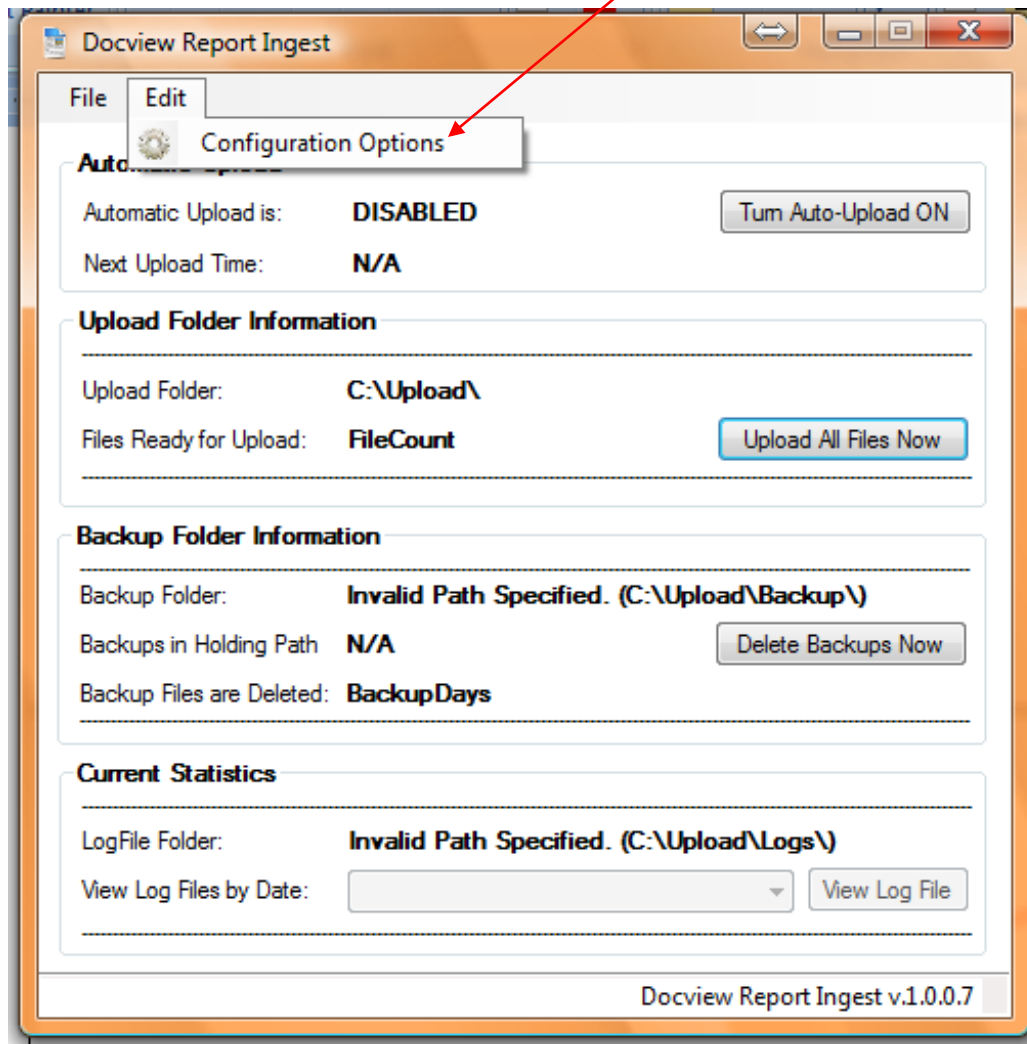 Docview Report Ingest
File Edit
Configuration Options
Automatic Upload is: DISABLED Turn Auto-Upload ON
Next Upload Time: N/A
Upload Folder Information
Upload Folder: C:\Upload\
Files Ready for Upload: FileCount Upload All Files Now
Backup Folder Information
Backup Folder: Invalid Path Specified. (C:\Upload\Backup\)
Backups in Holding Path N/A Delete Backups Now
Backup Files are Deleted: BackupDays
Current Statistics
LogFile Folder: Invalid Path Specified. (C:\Upload\Logs\)
View Log Files by Date: View Log File
Docview Report Ingest v.1.0.0.7